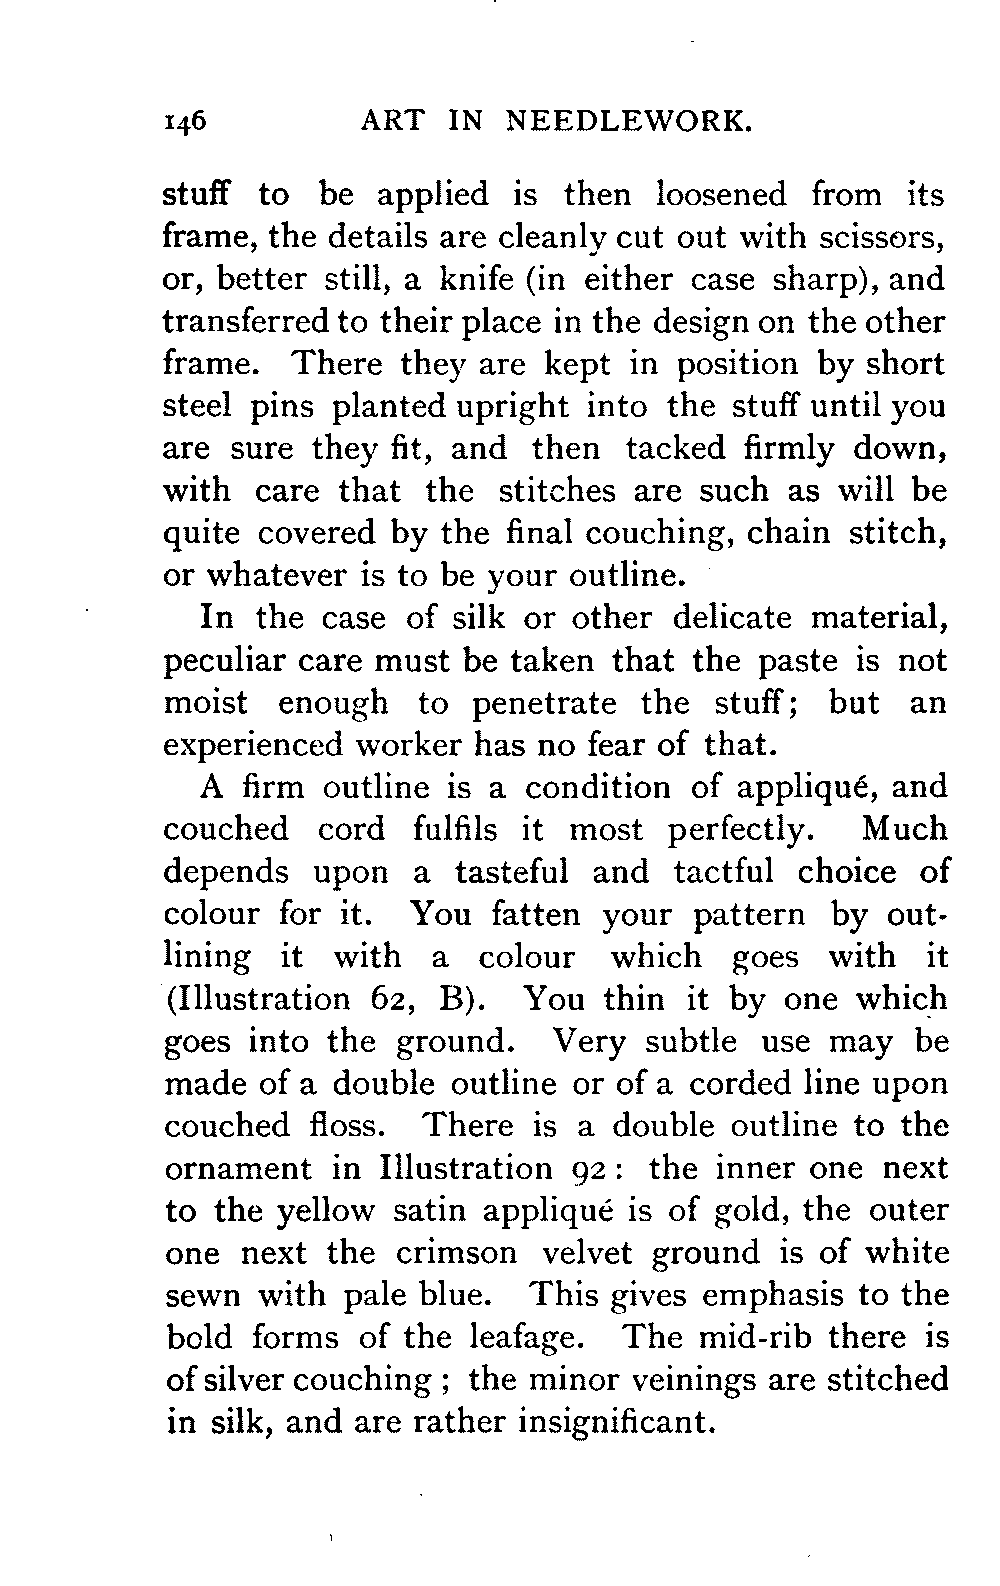 146 ART IN NEEDLEWORK.
stuff to be applied is then loosened from its
frame, the details are cleanly cut out with scissors,
or, better still, a knife (in either case sharp), and
transferred to their place in the design on the other
frame. There they are kept in position by short
steel pins planted upright into the stuff until you
are sure they fit, and then tacked firmly down,
with care that the stitches are such as will be
quite covered by the final couching, chain stitch,
or whatever is to be your outline.
In the case of silk or other delicate material,
peculiar care must be taken that the paste is not
moist enough to penetrate the stuff; but an
experienced worker has no fear of that.
A firm outline is a condition of appliqué, and
couched cord fulfils it most perfectly. Much
depends upon a tasteful and tactful choice of
colour for it. You fatten your pattern by out-
lining it with a colour which goes with it
(Illustration 62, B). You thin it by one which
goes into the ground. Very subtle use may be
made of a double outline or of a corded line upon
couched floss. There is a double outline to the
ornament in Illustration 92: the inner one next
to the yellow satin appliqué is of gold, the outer
one next the crimson velvet ground is of white
sewn with pale blue. This gives emphasis to the
bold forms of the leafage. The mid-rib there is
of silver couching; the minor veinings are stitched
in silk, and are rather insignificant.